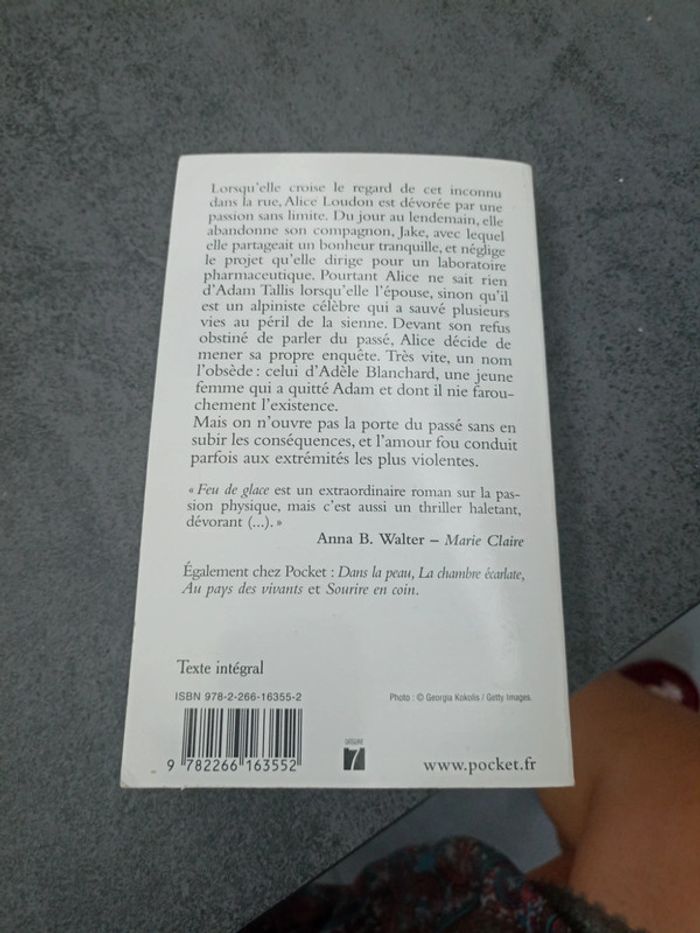 Lorsqu'elle croise le regard de cet inconnu
dans la rue, Alice Loudon est dévorée par une
passion sans limite. Du jour au lendemain, elle
abandonne son compagnon, Jake, avec lequel
elle partageait un bonheur tranquille, et néglige
le projet qu'elle dirige pour un laboratoire
pharmaceutique. Pourtant Alice ne sait rien
d'Adam Tallis lorsqu'elle l'épouse, sinon qu'il
est un alpiniste célèbre qui a sauvé plusieurs
vies au péril de la sienne. Devant son refus
obstiné de parler du passé, Alice décide de
mener sa propre enquête. Très vite, un nom
l'obsède : celui d'Adèle Blanchard, une jeune
femme qui a quitté Adam et dont il nie farou-
chement l'existence.
Mais on n'ouvre pas la porte du passé sans en
subir les conséquences, et l'amour fou conduit
parfois aux extrémités les plus violentes.
« Feu de glace est un extraordinaire roman sur la pas-
sion physique, mais c'est aussi un thriller haletant,
dévorant (...). »
Anna B. Walter – Marie Claire
Également chez Pocket : Dans la peau, La chambre écarlate,
Au pays des vivants et Sourire en coin.
Texte intégral
ISBN 978-2-266-16355-2
Photo : © Georgia Kokolis / Getty Images.
9 782266 163552
CATÉGORIE
7
www.pocket.fr